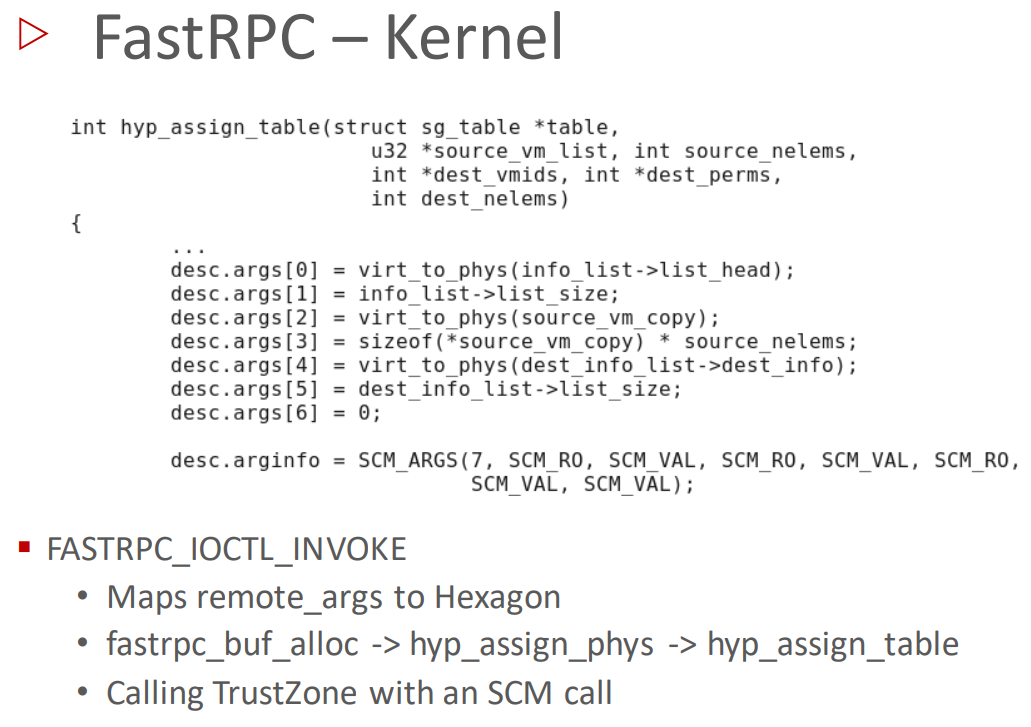 FastRPC – Kernel
int hyp_assign_table(struct sg_table *table,
u32 *source_vm_list, int source_nelems,
int *dest_vmids, int *dest_perms,
int dest_nelems)
{
...
desc.args[0] = virt_to_phys(info_list->list_head);
desc.args[1] = info_list->list_size;
desc.args[2] = virt_to_phys(source_vm_copy);
desc.args[3] = sizeof(*source_vm_copy) * source_nelems;
desc.args[4] = virt_to_phys(dest_info_list->dest_info);
desc.args[5] = dest_info_list->list_size;
desc.args[6] = 0;
desc.arginfo = SCM_ARGS(7, SCM_RO, SCM_VAL, SCM_RO, SCM_VAL, SCM_RO,
SCM_VAL, SCM_VAL);
FASTRPC_IOCTL_INVOKE
• Maps remote_args to Hexagon
• fastrpc_buf_alloc -> hyp_assign_phys -> hyp_assign_table
• Calling TrustZone with an SCM call